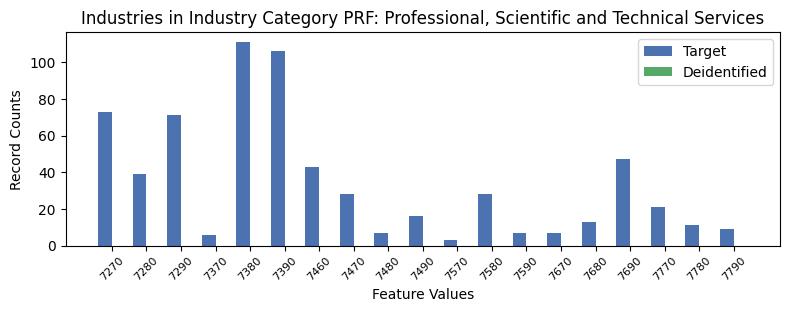 Industries in Industry Category PRF: Professional, Scientific and Technical Services
Target
Deidentified
Record Counts
100
80
60
40
20
0
7270 7280 7290 7370 7380 7390 7460 7470 7480 7490 7570 7580 7590 7670 7680 7690 7770 7780 7790
Feature Values